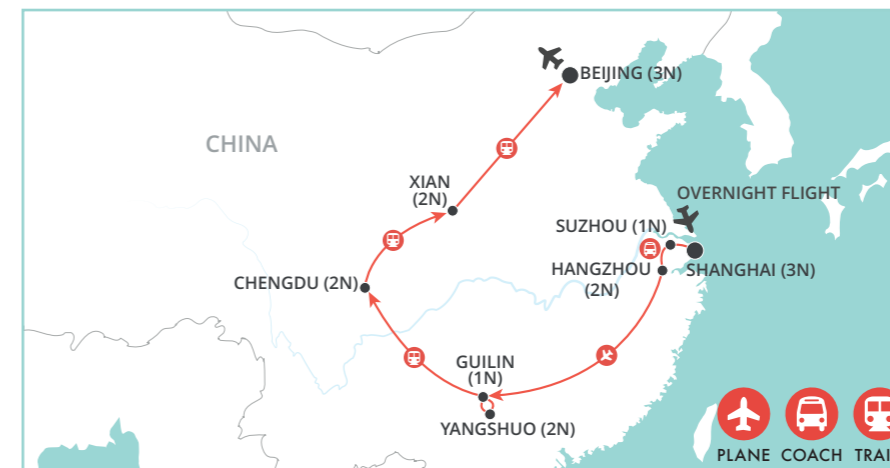 BEIJING (3N)
CHINA
XIAN
(2N)
OVERNIGHT FLIGHT
SUZHOU (1N)
HANGZHOU
(2N)
SHANGHAI (3N)
CHENGDU (2N)
GUILIN
(1N)
YANGSHUO (2N)
PLANE COACH TRAI